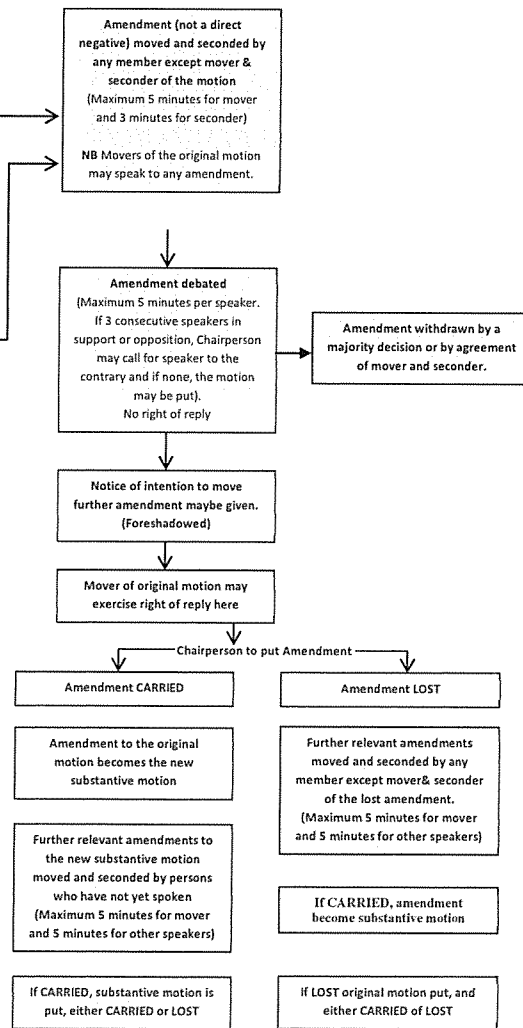 Amendment (not a direct
negative) moved and seconded by
any member except mover &
seconder of the motion
(Maximum 5 minutes for mover
and 3 minutes for seconder)
NB Movers of the original motion
may speak to any amendment.
Amendment debated
(Maximum 5 minutes per speaker.
If 3 consecutive speakers in
support or opposition, Chairperson
may call for speaker to the
contrary and if none, the motion
may be put).
No right of reply
Amendment withdrawn by a
majority decision or by agreement
of mover and seconder.
Notice of intention to move
further amendment maybe given.
(Foreshadowed)
Mover of original motion may
exercise right of reply here
Chairperson to put Amendment
Amendment CARRIED
Amendment to the original
motion becomes the new
substantive motion
Further relevant amendments to
the new substantive motion
moved and seconded by persons
who have not yet spoken
(Maximum 5 minutes for mover
and 5 minutes for other speakers)
If CARRIED, substantive motion is
put, either CARRIED or LOST
Amendment LOST
Further relevant amendments
moved and seconded by any
member except mover& seconder
of the lost amendment.
(Maximum 5 minutes for mover
and 5 minutes for other speakers)
If CARRIED, amendment
become substantive motion
If LOST original motion put, and
either CARRIED of LOST